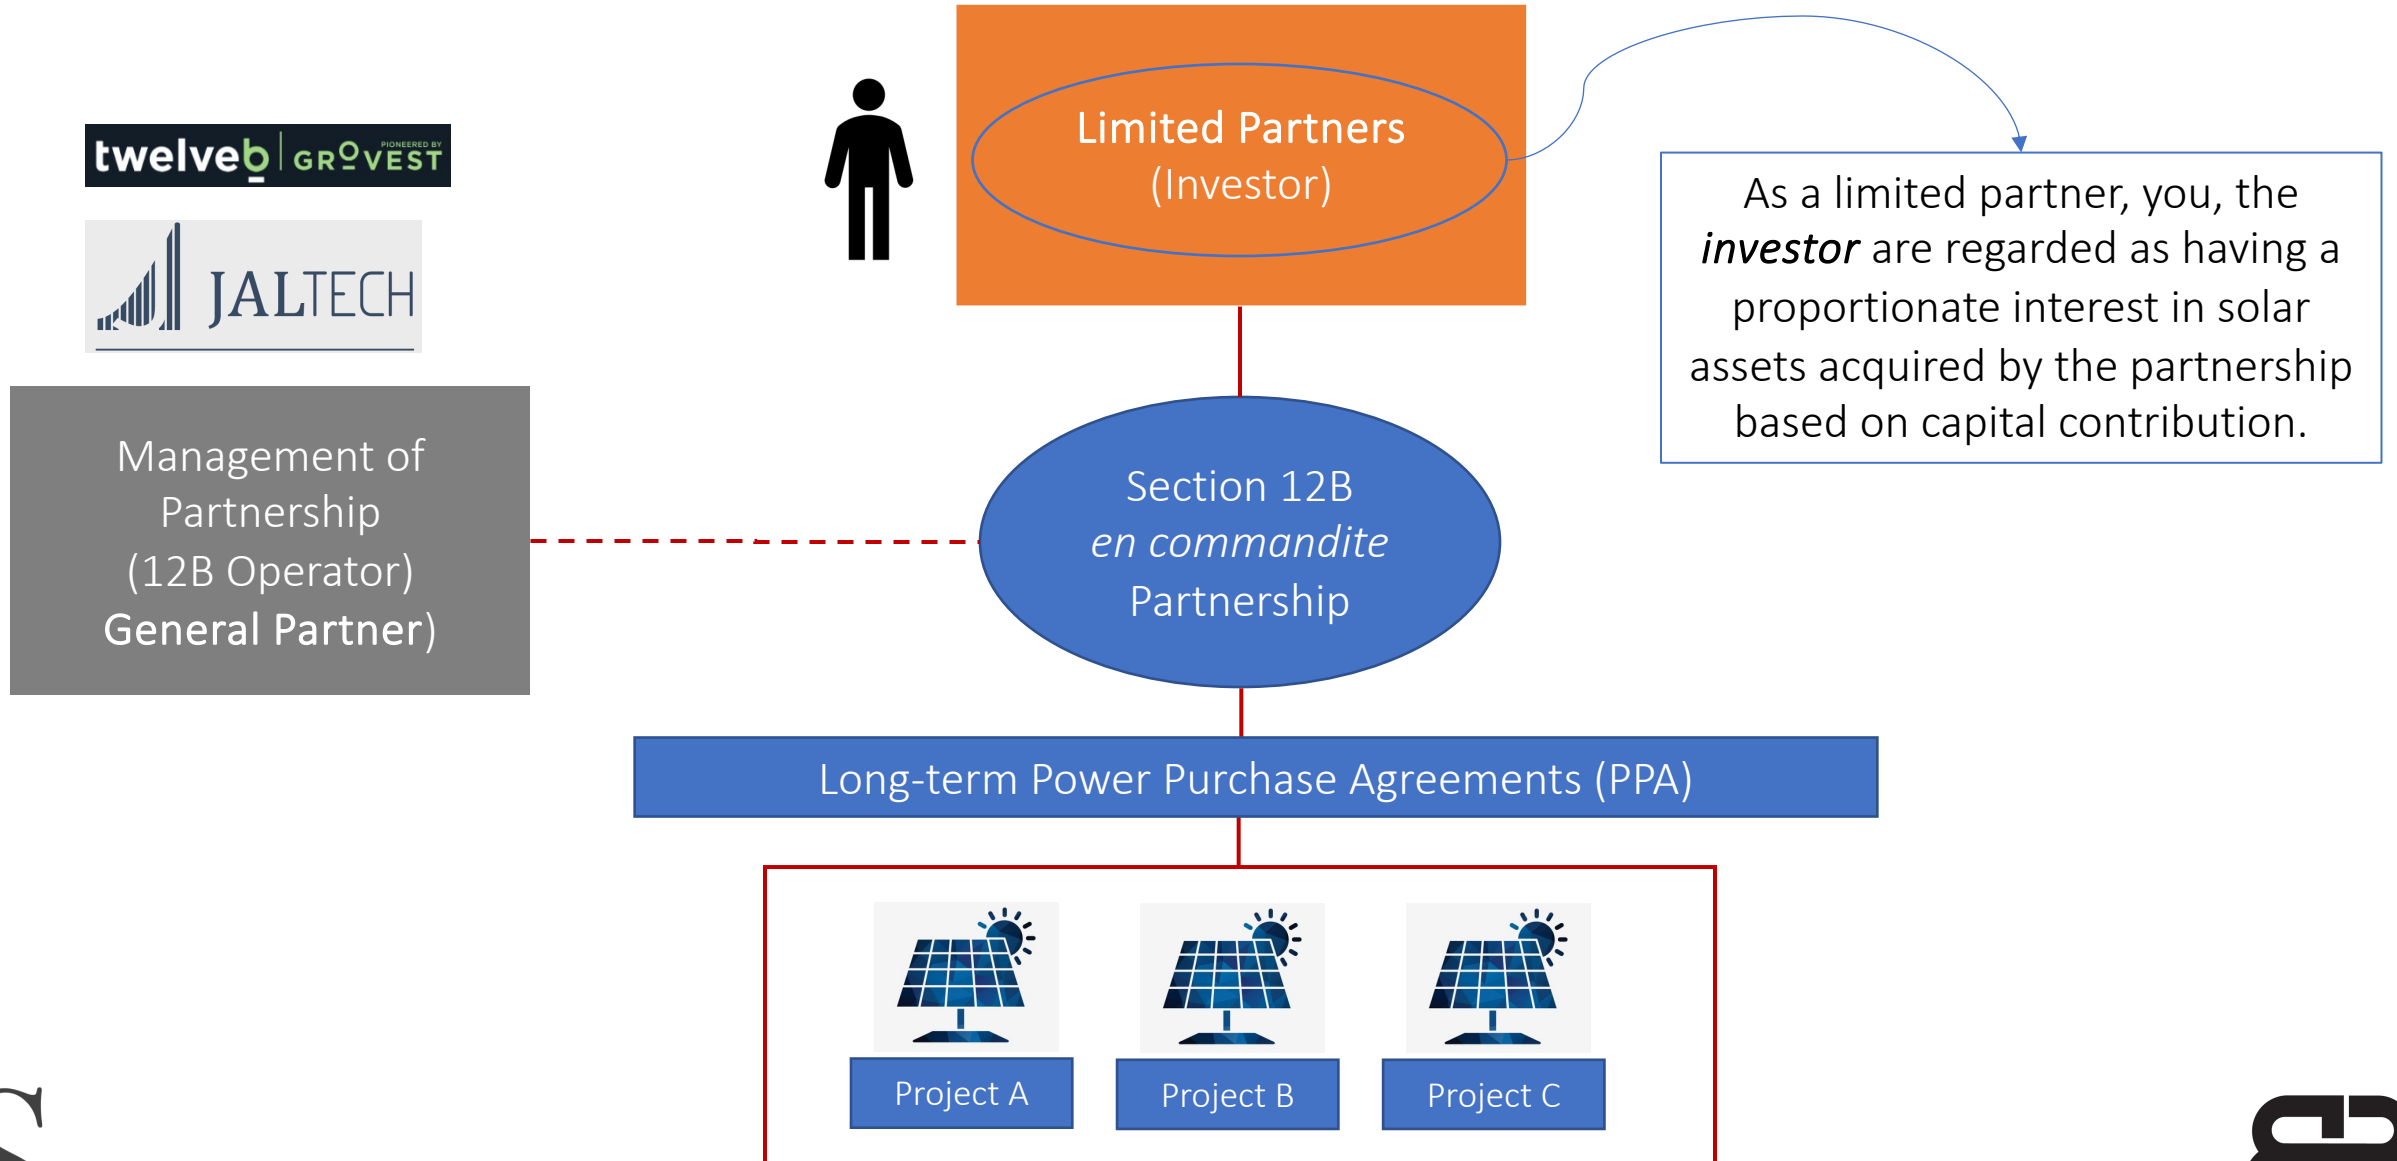 twelveb
PIONEERED BY
GROVEST
JALTECH
Management of
Partnership
(12B Operator)
General Partner)
Limited Partners
(Investor)
As a limited partner, you, the
investor are regarded as having a
proportionate interest in solar
assets acquired by the partnership
based on capital contribution.
Section 12B
en commandite
Partnership
Long-term Power Purchase Agreements (PPA)
Project A
Project B
Project C